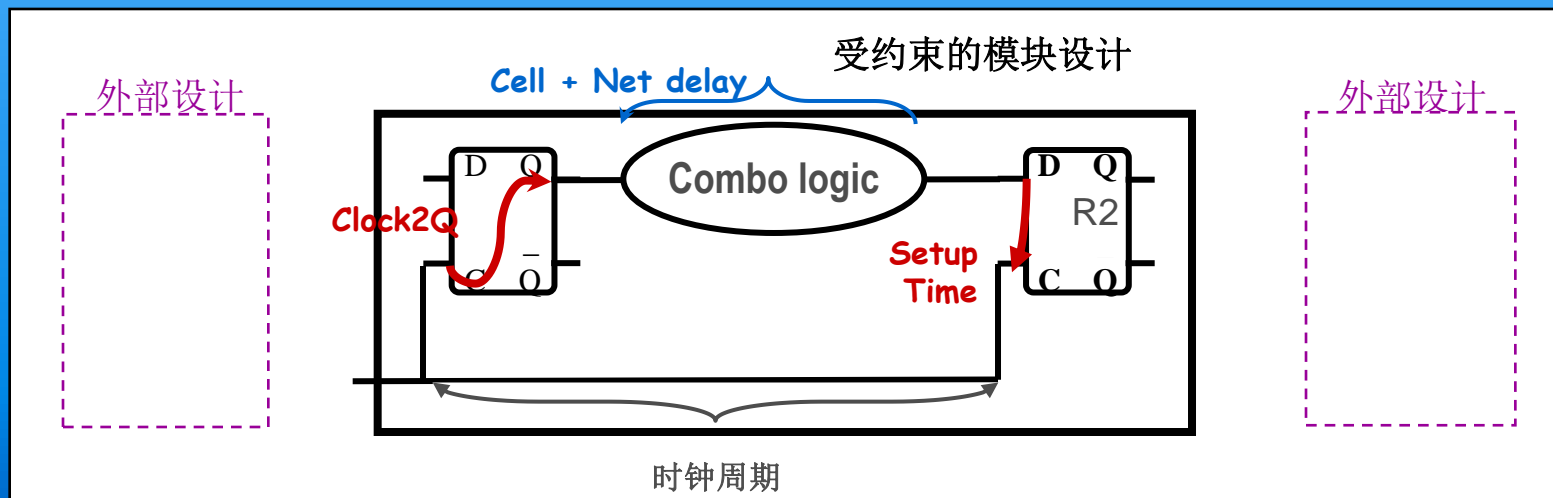 受约束的模块设计
Cell + Net delay
外部设计
外部设计
D Q
Combo logic
D Q
R2
Clock2Q
Setup
Time
C Q̅
C Q
时钟周期